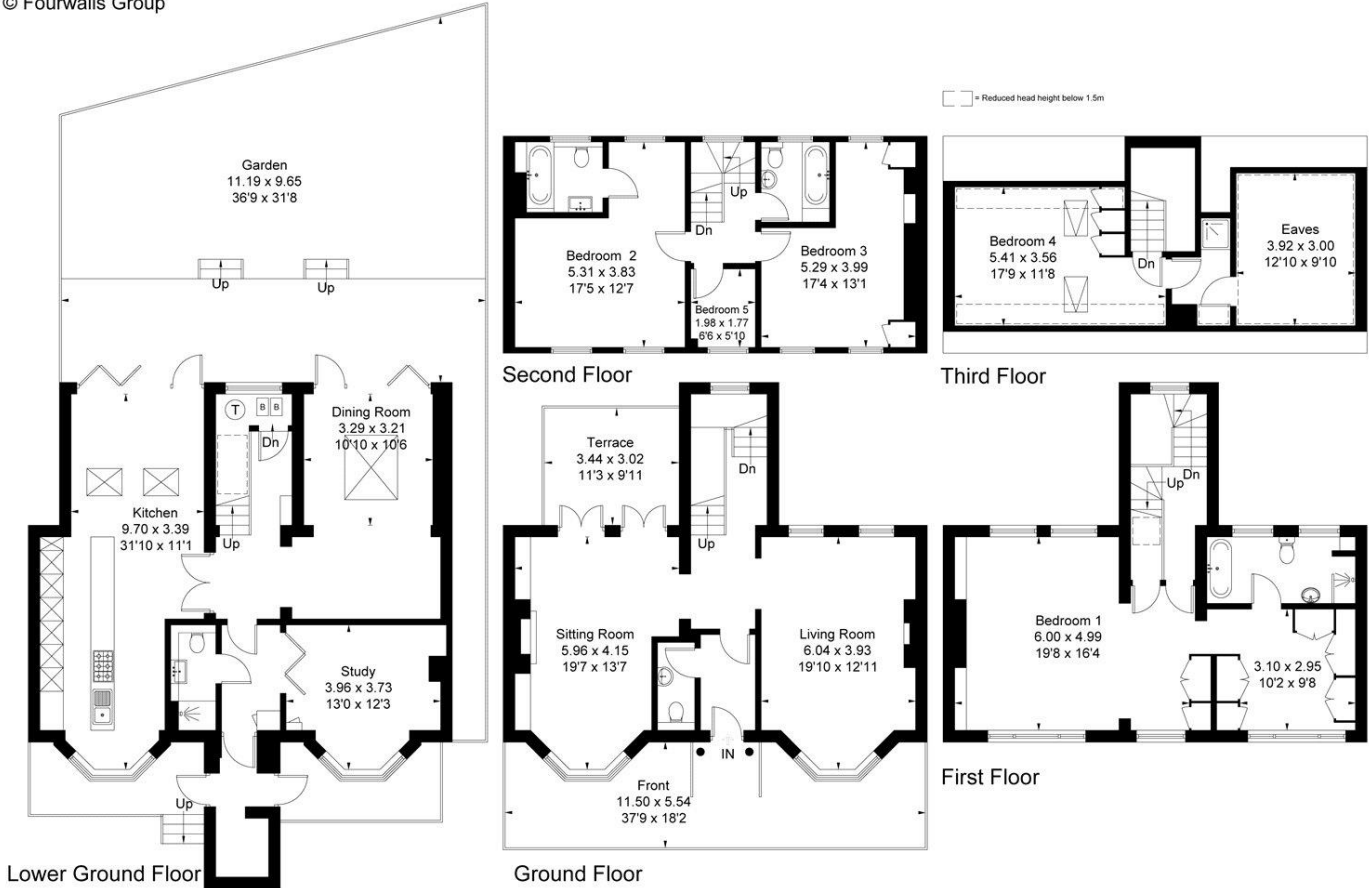 © Fourwalls Group
Garden
11.19 x 9.65
36'9 x 31'8
Up
Up
Dining Room
3.29 x 3.21
10'10 x 10'6
T
B
B
Dn
Kitchen
9.70 x 3.39
31'10 x 11'1
Up
Study
3.96 x 3.73
13'0 x 12'3
Up
Lower Ground Floor
Bedroom 2
5.31 x 3.83
17'5 x 12'7
Up
Dn
Bedroom 3
5.29 x 3.99
17'4 x 13'1
Bedroom 5
1.98 x 1.77
6'6 x 5'10
Second Floor
= Reduced head height below 1.5m
Bedroom 4
5.41 x 3.56
17'9 x 11'8
Dn
Eaves
3.92 x 3.00
12'10 x 9'10
Third Floor
Terrace
3.44 x 3.02
11'3 x 9'11
Dn
Up
Sitting Room
5.96 x 4.15
19'7 x 13'7
Living Room
6.04 x 3.93
19'10 x 12'11
IN
Front
11.50 x 5.54
37'9 x 18'2
Ground Floor
Dn
Up
Bedroom 1
6.00 x 4.99
19'8 x 16'4
3.10 x 2.95
10'2 x 9'8
First Floor